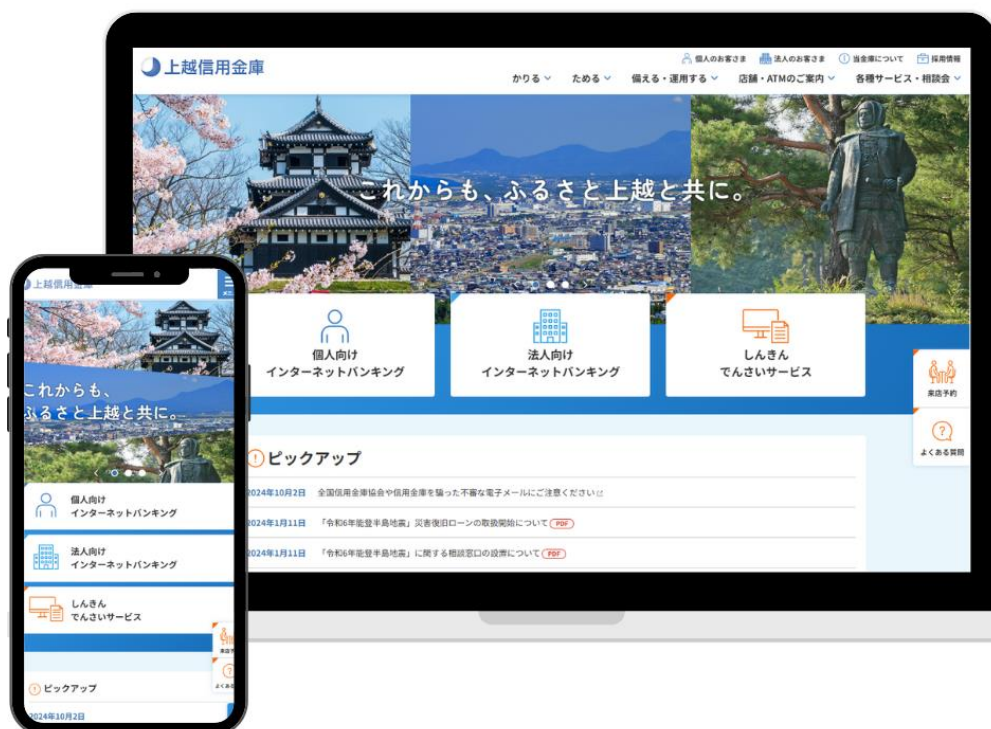 上越信用金庫
個人のお客さま 法人のお客さま 当金庫について 採用情報
かりる ためる 備える・運用する 店舗・ATMのご案内 各種サービス・相談会
これからも、ふるさと上越と共に。
個人向け
インターネットバンキング
法人向け
インターネットバンキング
しんきん
でんさいサービス
来店予約
よくある質問
ピックアップ
2024年10月2日 全国信用金庫協会や信用金庫を騙った不審な電子メールにご注意ください
2024年1月11日 「令和6年能登半島地震」災害復旧ローンの取扱開始について PDF
2024年1月11日 「令和6年能登半島地震」に関する相談窓口の設置について PDF
上越信用金庫
これからも、
ふるさと上越と共に。
個人向け
インターネットバンキング
法人向け
インターネットバンキング
しんきん
でんさいサービス
来店予
よくある
ピックアップ
2024年10月2日